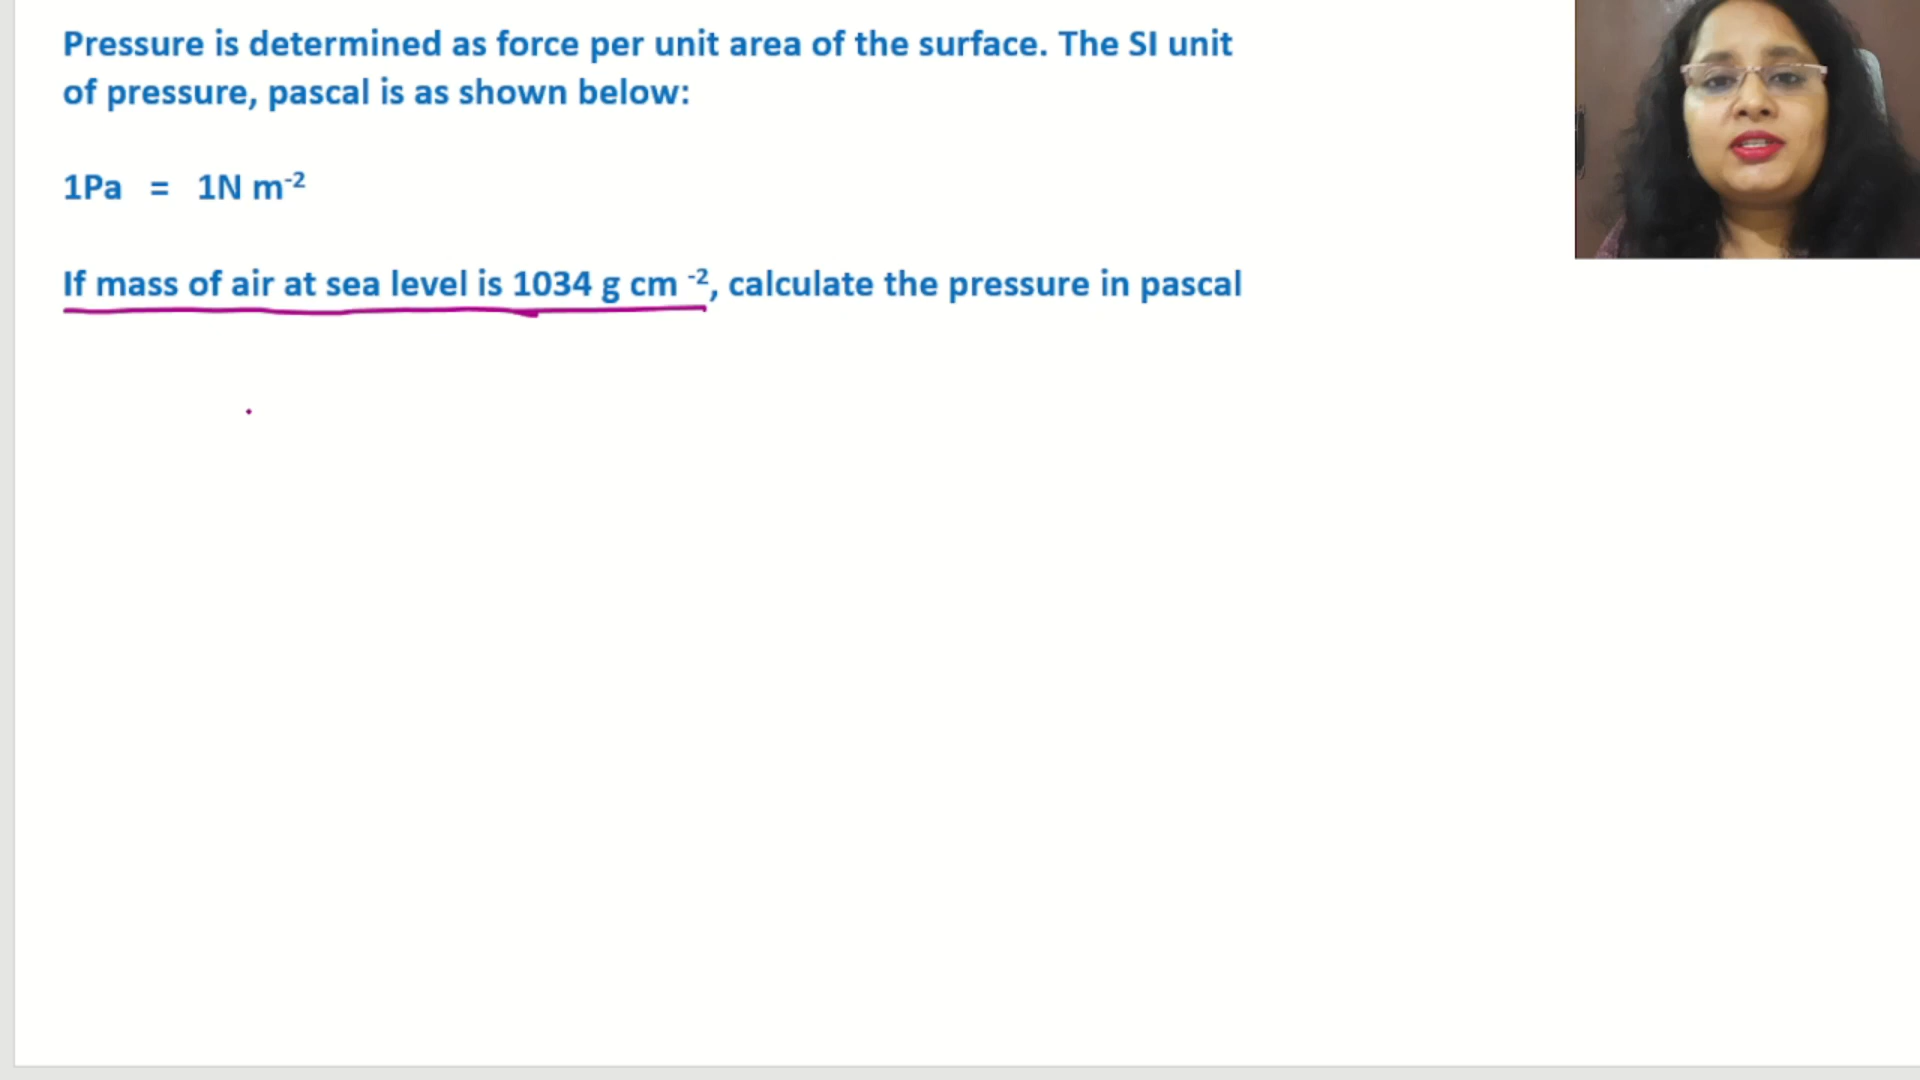 Pressure is determined as force per unit area of the surface. The SI unit
of pressure, pascal is as shown below:
1Pa = 1N m⁻²
If mass of air at sea level is 1034 g cm ⁻², calculate the pressure in pascal